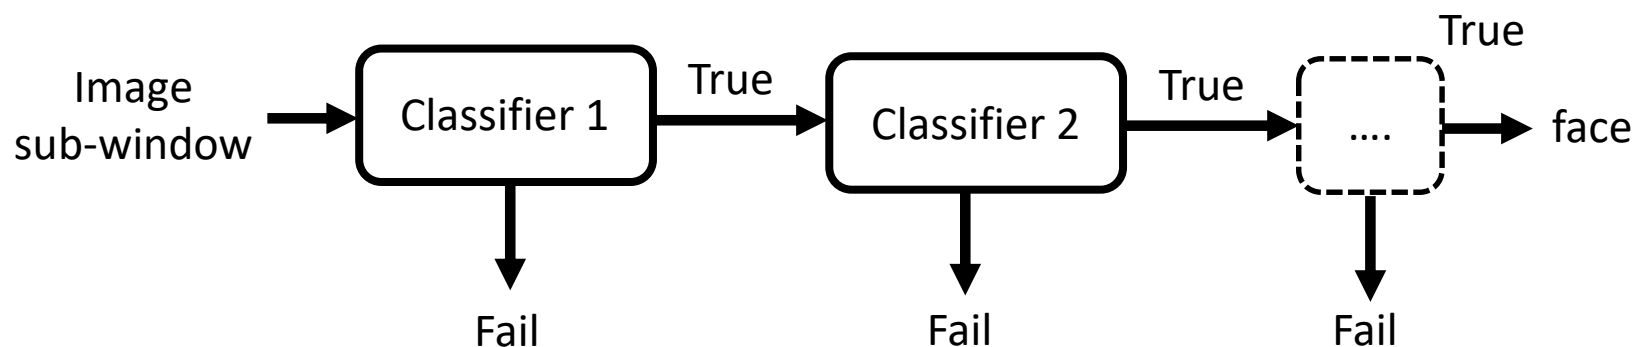 Image
sub-window
Classifier 1
True
Classifier 2
True
....
True
face
Fail
Fail
Fail